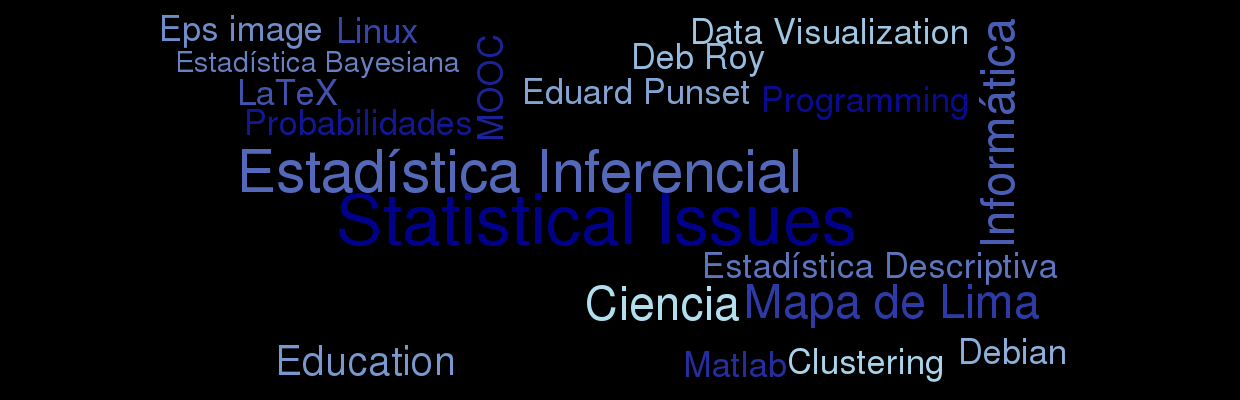 Eps image
Linux
Data Visualization
Estadística Bayesiana
MOOC
Deb Roy
Informática
LaTeX
Eduard Punset
Programming
Probabilidades
Estadística Inferencial
Statistical Issues
Estadística Descriptiva
Ciencia
Mapa de Lima
Education
Matlab
Clustering
Debian